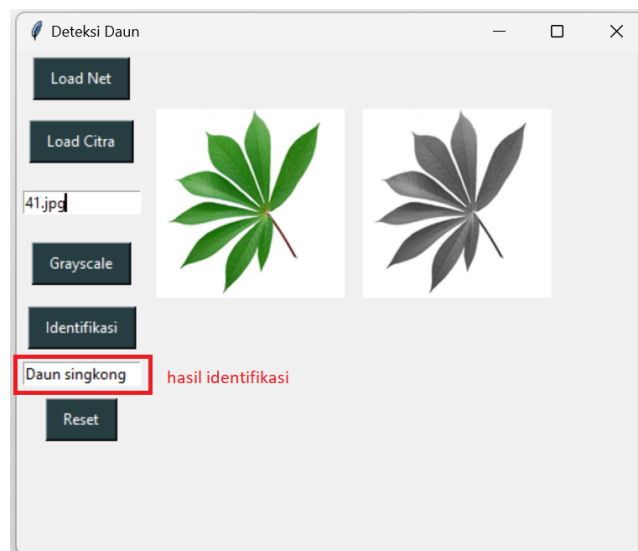 Deteksi Daun
Load Net
Load Citra
41.jpg
Grayscale
Identifikasi
Daun singkong
hasil identifikasi
Reset